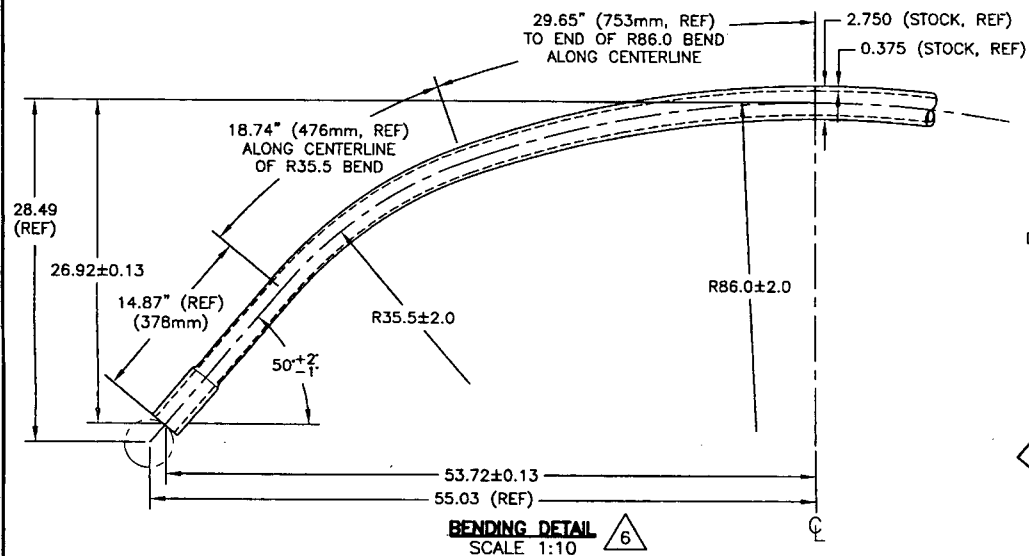 29.65" (753mm, REF)
TO END OF R86.0 BEND
ALONG CENTERLINE
2.750 (STOCK, REF)
0.375 (STOCK, REF)
18.74" (476mm, REF)
ALONG CENTERLINE
OF R35.5 BEND
28.49
(REF)
26.92±0.13
14.87" (REF)
(378mm)
R86.0±2.0
R35.5±2.0
50°+2°
-1°
53.72±0.13
55.03 (REF)
BENDING DETAIL 6
SCALE 1:10
℄